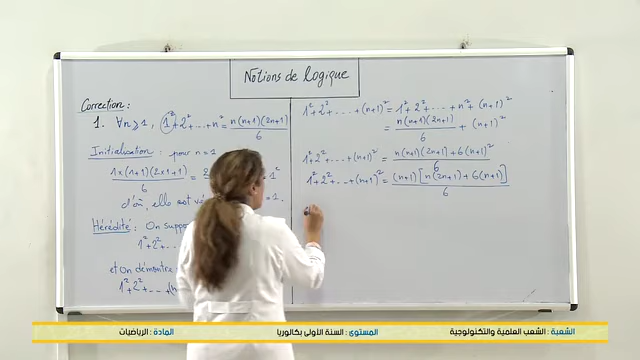 Notions de logique
Correction :
1. ∀n ⩾ 1, 1² + 2² + ... + n² = n(n+1)(2n+1)/6
Initialisation : pour n = 1
1×(1+1)(2×1+1)/6 = 1²
d'où, elle est = 1.
Hérédité : On
1² + 2² + ...
et On démontre
1² + 2² + ...
1² + 2² + ... + (n+1)² = 1² + 2² + ... + n² + (n+1)²
= n(n+1)(2n+1)/6 + (n+1)²
1² + 2² + ... + (n+1)² = n(n+1)(2n+1) + 6(n+1)²/6
1² + 2² + ... + (n+1)² = (n+1)[n(2n+1) + 6(n+1)]/6
الشعبة : الشعب العلمية والتكنولوجية
المستوى : السنة الأولى بكالوريا
المادة : الرياضيات